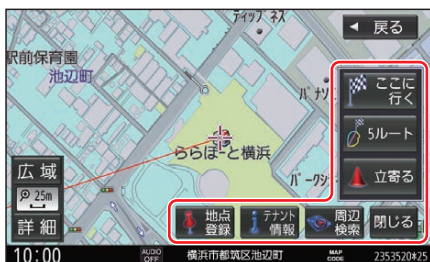 ティップネス
戻る
駅前保育園
池辺町
ここに
行く
5ルート
ららぽーと横浜
立寄る
広域
25m
詳細
地点
登録
テナント
情報
周辺
検索
閉じる
10:00
AUDIO
OFF
横浜市都筑区池辺町
MAP
CODE
2353520*25